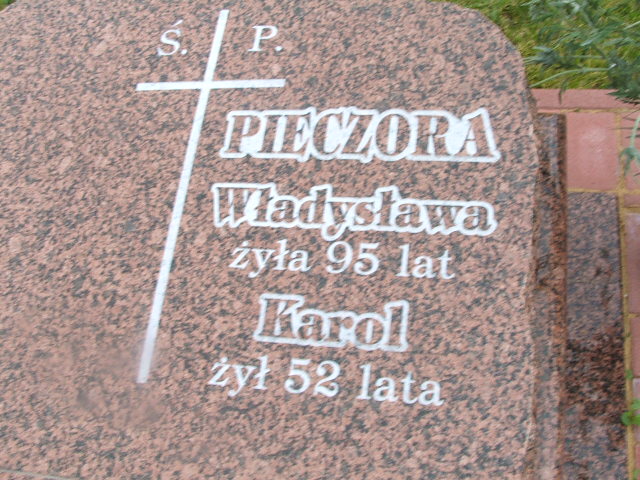 Ś. P.
PIECZORA
Władysława
żyła 95 lat
Karol
żył 52 lata